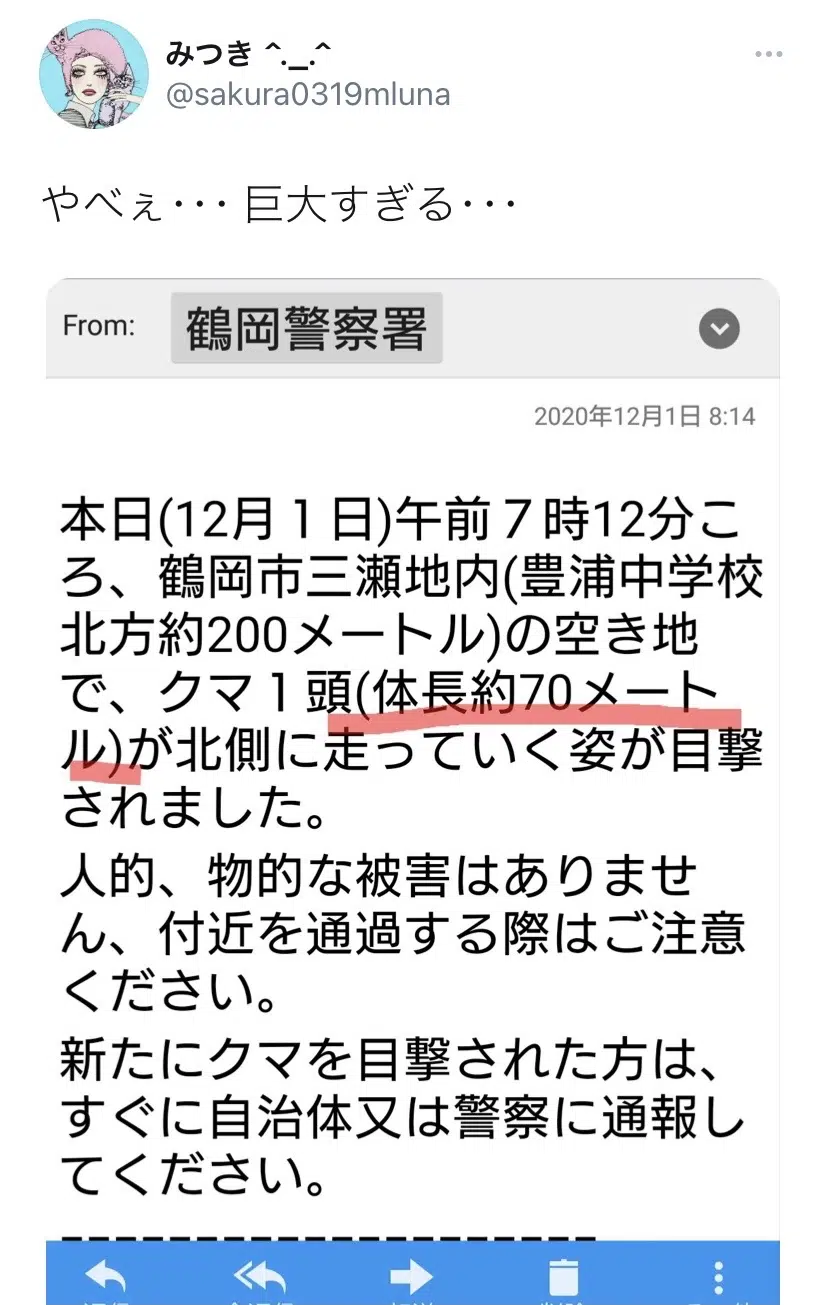 みつき ^._.^
@sakura0319mluna
やべぇ･･･ 巨大すぎる･･･
From: 鶴岡警察署
2020年12月1日 8:14
本日(12月１日)午前７時12分こ
ろ、鶴岡市三瀬地内(豊浦中学校
北方約200メートル)の空き地
で、クマ１頭(体長約70メート
ル)が北側に走っていく姿が目撃
されました。
人的、物的な被害はありませ
ん、付近を通過する際はご注意
ください。
新たにクマを目撃された方は、
すぐに自治体又は警察に通報し
てください。
--------------------